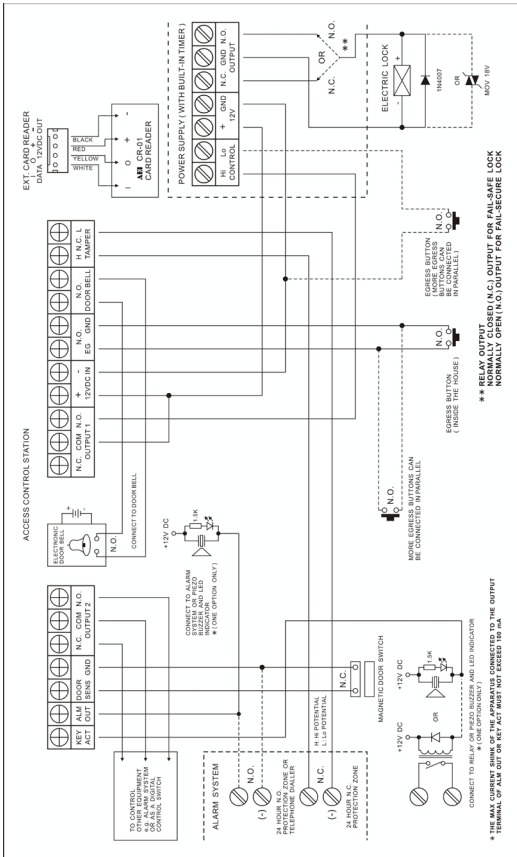 ACCESS CONTROL STATION
EXT. CARD READER
DATA 12VDC OUT
I O + -
BLACK
RED
YELLOW
WHITE
CR-01
CARD READER
- + O I
POWER SUPPLY ( WITH BUILT-IN TIMER )
Hi Lo + GND N.C. GND N.O.
CONTROL 12V OUTPUT
N.O.
OR
N.C.
**
ELECTRIC LOCK
+
-
1N4007
OR
MOV 18V
N.C. COM N.O. + - EG GND N.O. H N.C. L
OUTPUT 1 12VDC IN N.O. DOOR BELL TAMPER
N.O.
EGRESS BUTTON
( MORE EGRESS
BUTTONS CAN
BE CONNECTED
IN PARALLEL )
N.O.
EGRESS BUTTON
( INSIDE THE HOUSE )
** RELAY OUTPUT
NORMALLY CLOSED ( N.C. ) OUTPUT FOR FAIL-SAFE LOCK
NORMALLY OPEN ( N.O. ) OUTPUT FOR FAIL-SECURE LOCK
N.O.
MORE EGRESS BUTTONS CAN
BE CONNECTED IN PARALLEL
ELECTRONIC
DOOR BELL
+ -
N.O.
CONNECT TO DOOR BELL
+12V DC
1.5K
CONNECT TO ALARM
SYSTEM OR PIEZO
BUZZER AND LED
INDICATOR
* ( ONE OPTION ONLY )
KEY ALM DOOR GND N.C. COM N.O.
ACT OUT SENS OUTPUT 2
TO CONTROL
OTHER EQUIPMENT
e.g. ALARM SYSTEM
OR AS A DIGITAL
CONTROL SWITCH
ALARM SYSTEM
N.O.
(-)
24 HOUR N.O.
PROTECTION ZONE OR
TELEPHONE DIALLER
N.C.
(-)
24 HOUR N.C.
PROTECTION ZONE
H: Hi POTENTIAL
L: Lo POTENTIAL
N.C.
MAGNETIC DOOR SWITCH
+12V DC
OR
+12V DC
1.5K
CONNECT TO RELAY OR PIEZO BUZZER AND LED INDICATOR
* ( ONE OPTION ONLY )
* THE MAX CURRENT SHINK OF THE APPARATUS CONNECTED TO THE OUTPUT
TERMINAL OF ALM OUT OR KEY ACT MUST NOT EXCEED 100 mA